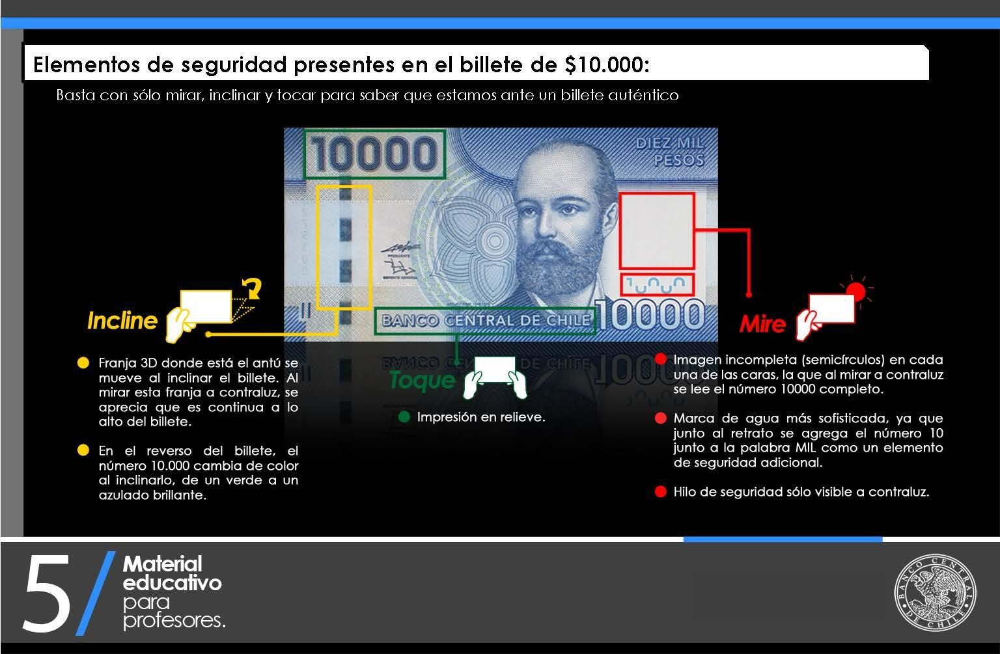 Elementos de seguridad presentes en el billete de $10.000:
Basta con sólo mirar, inclinar y tocar para saber que estamos ante un billete auténtico
10000
DIEZ MIL
PESOS
PRESIDENTE
GERENTE GENERAL
BANCO CENTRAL DE CHILE
10000
Incline
Franja 3D donde está el antú se
mueve al inclinar el billete. Al
mirar esta franja a contraluz, se
aprecia que es continua a lo
alto del billete.
En el reverso del billete, el
número 10.000 cambia de color
al inclinarlo, de un verde a un
azulado brillante.
Toque
Impresión en relieve.
Mire
Imagen incompleta (semicírculos) en cada
una de las caras, la que al mirar a contraluz
se lee el número 10000 completo.
Marca de agua más sofisticada, ya que
junto al retrato se agrega el número 10
junto a la palabra MIL como un elemento
de seguridad adicional.
Hilo de seguridad sólo visible a contraluz.
5/
Material
educativo
para
profesores.
BANCO CENTRAL
DE CHILE